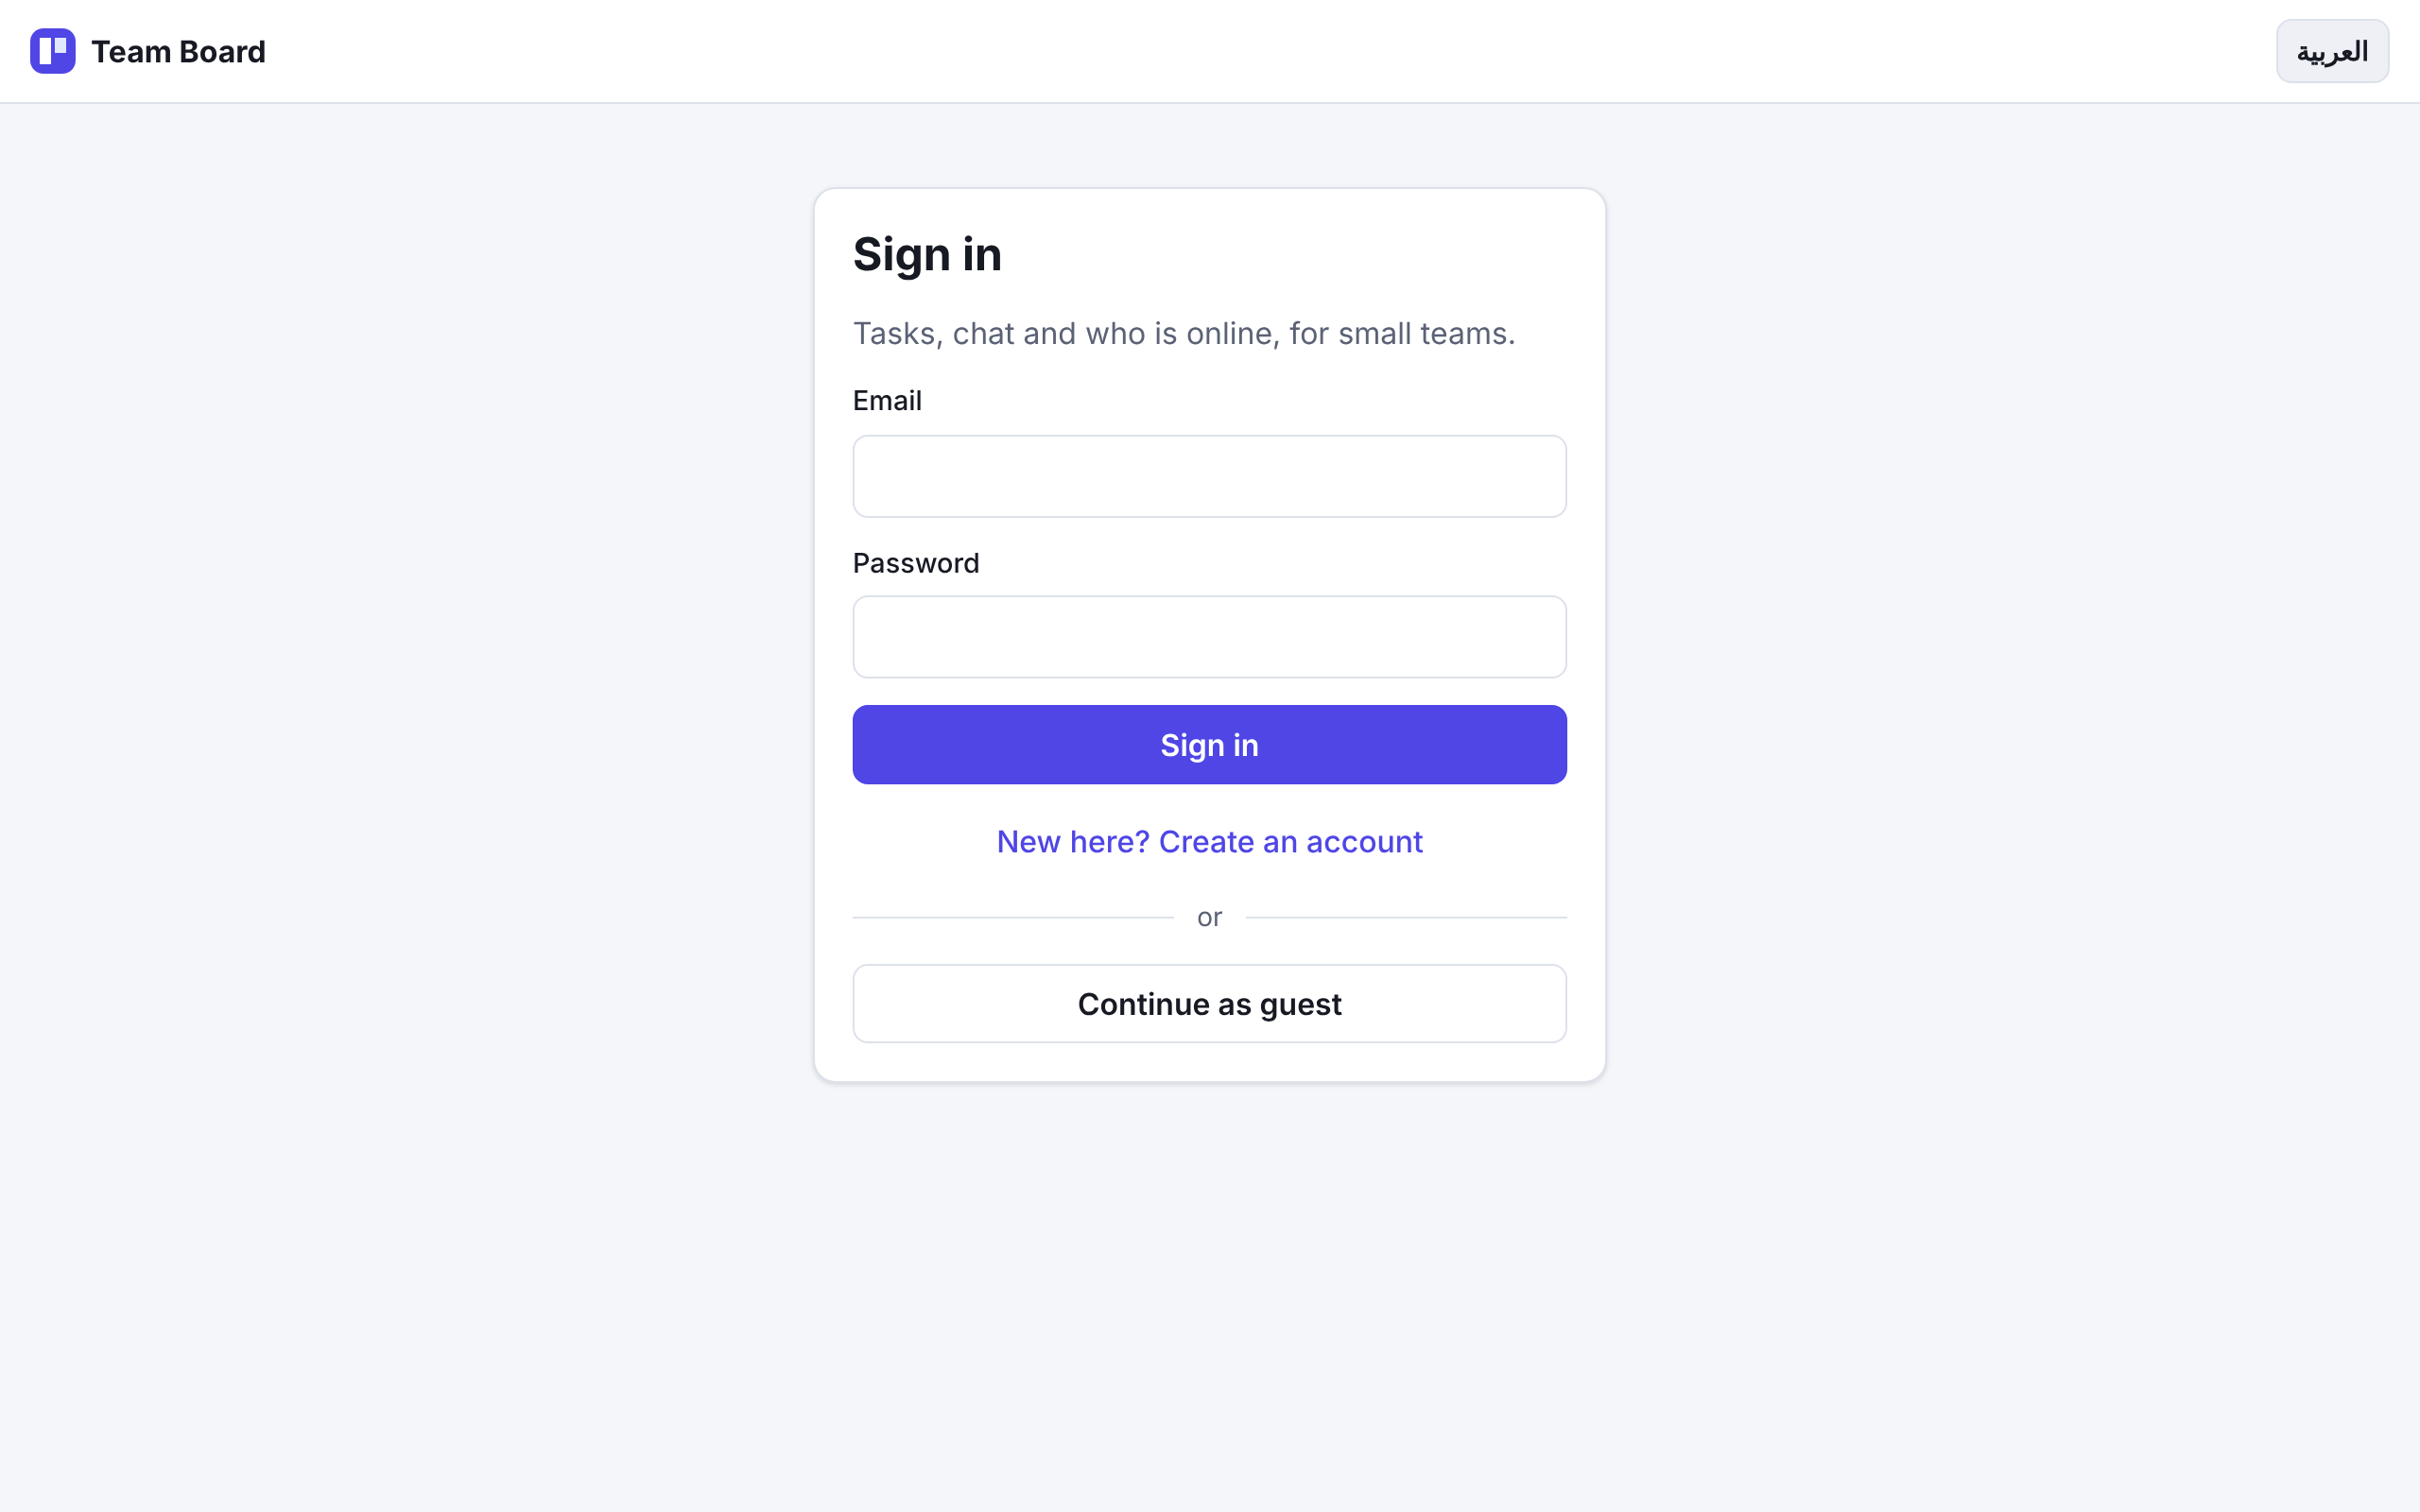 Team Board
العربية
Sign in
Tasks, chat and who is online, for small teams.
Email
Password
Sign in
New here? Create an account
or
Continue as guest